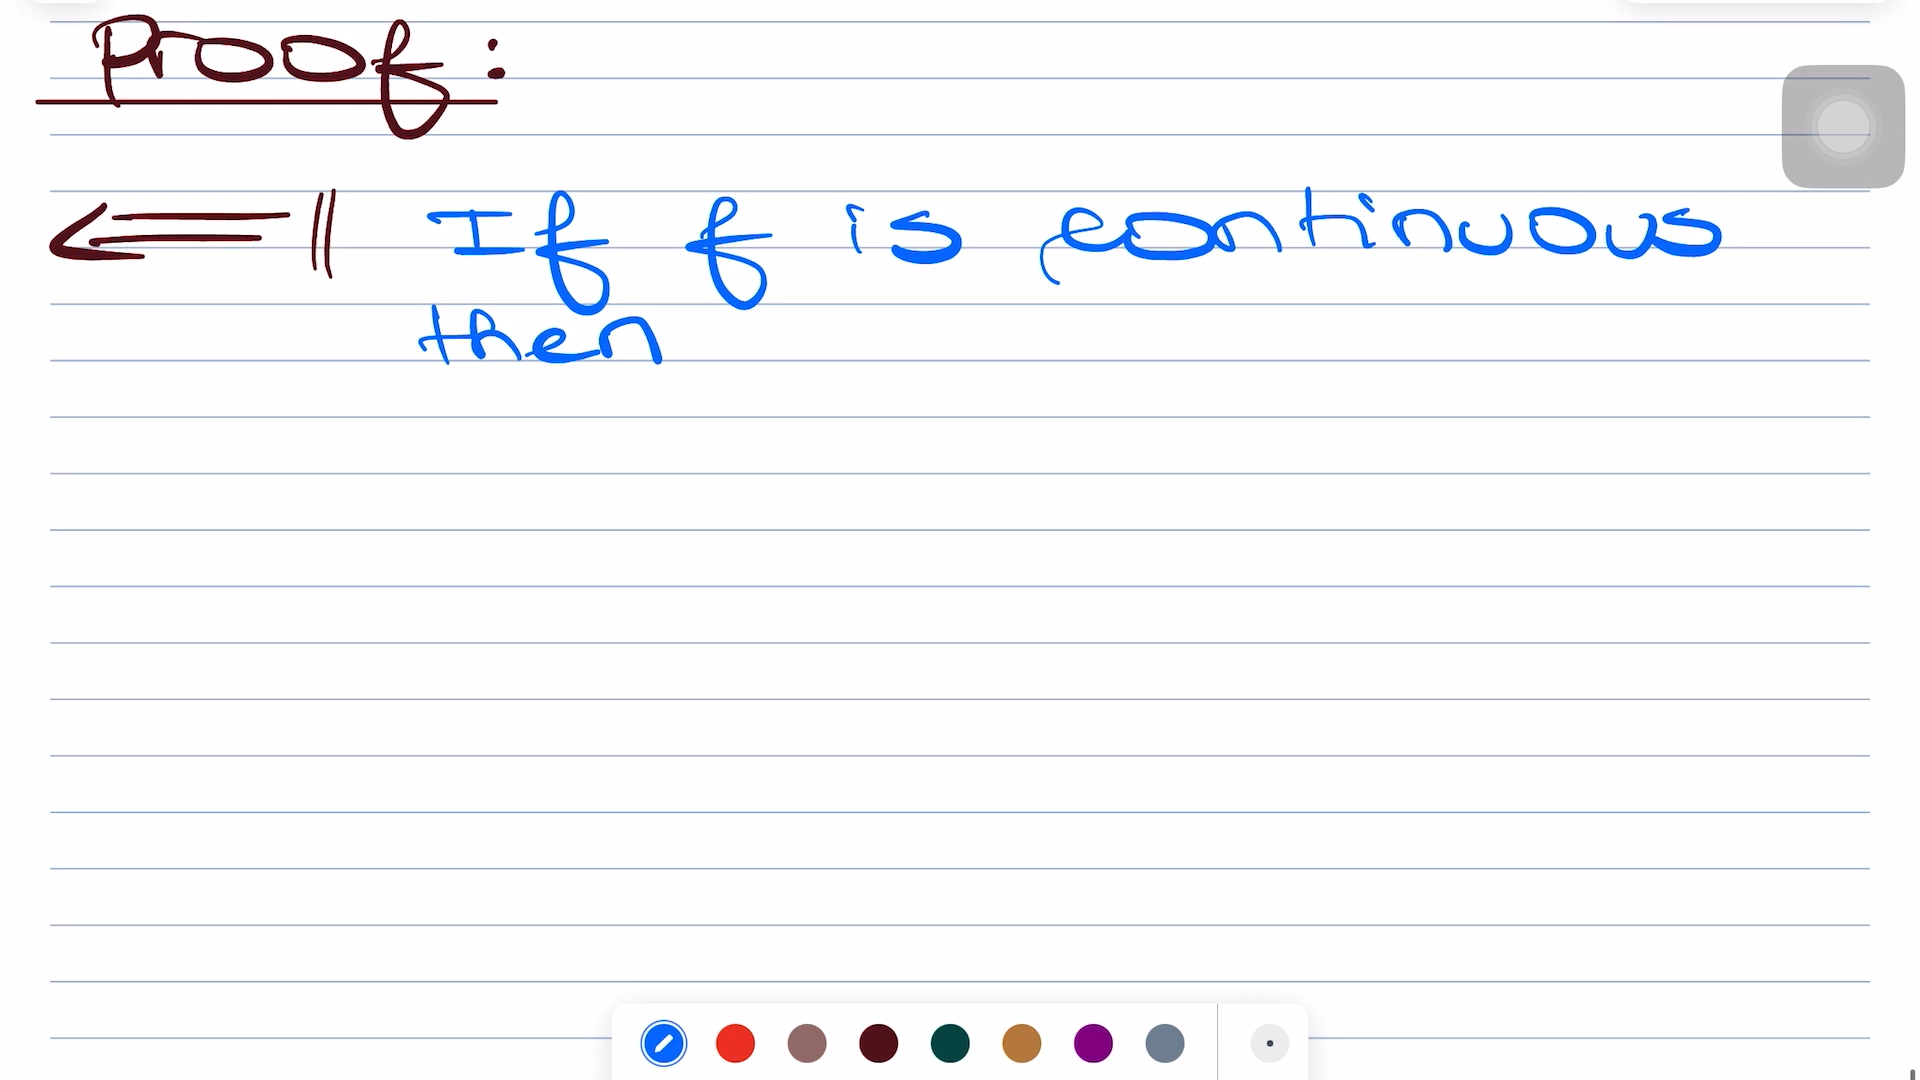 Proof :
⇐ || If f is continuous
then